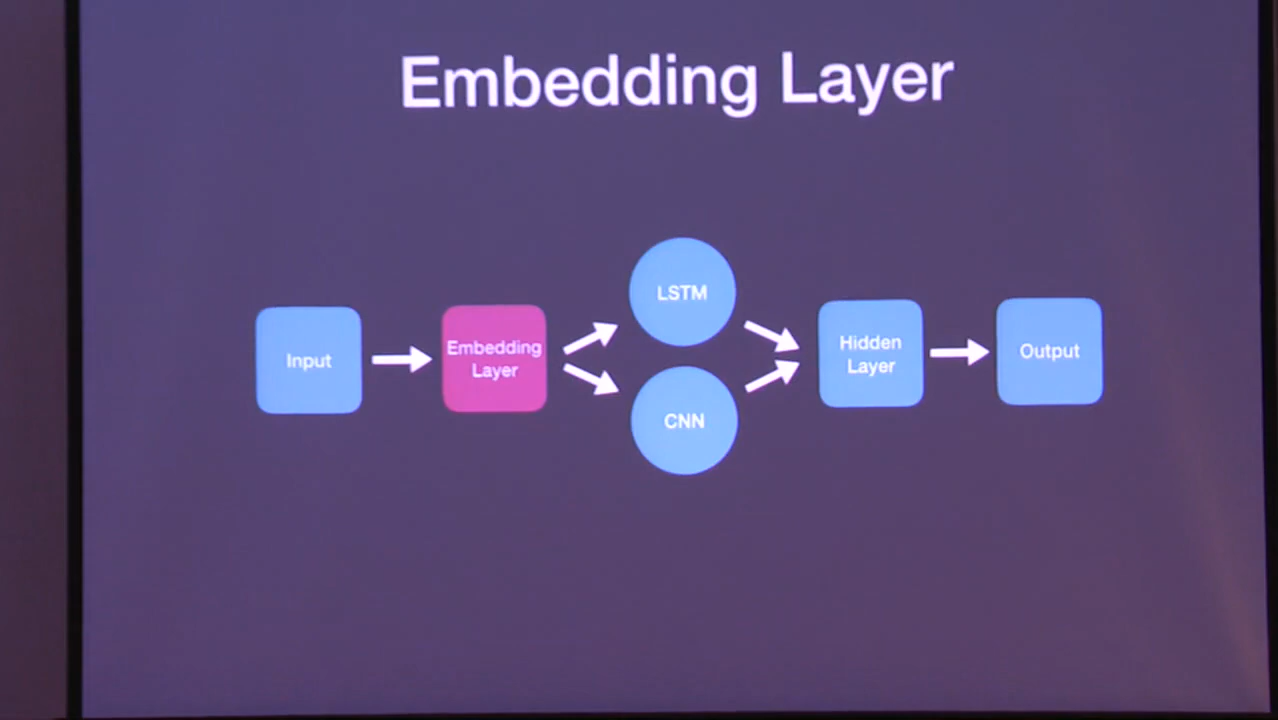 Embedding Layer
Input
Embedding
Layer
LSTM
CNN
Hidden
Layer
Output